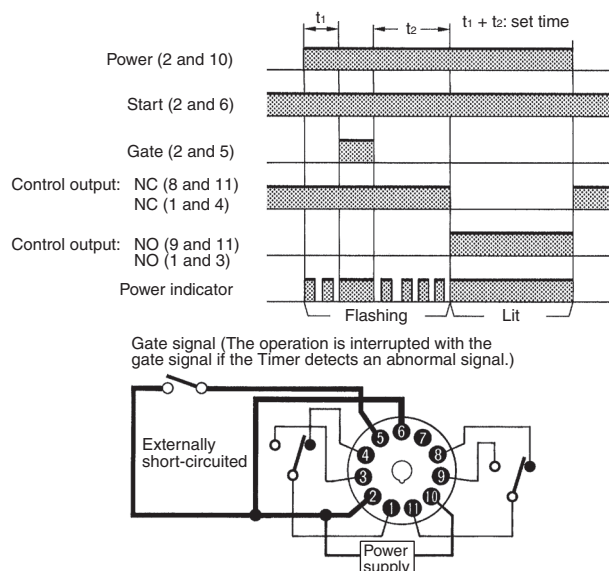 t₁ t₂ t₁ + t₂: set time
Power (2 and 10)
Start (2 and 6)
Gate (2 and 5)
Control output: NC (8 and 11)
NC (1 and 4)
Control output: NO (9 and 11)
NO (1 and 3)
Power indicator
Flashing Lit
Gate signal (The operation is interrupted with the
gate signal if the Timer detects an abnormal signal.)
Externally
short-circuited
5 6 7
4 8
3 9
2 10
1 11
Power
supply